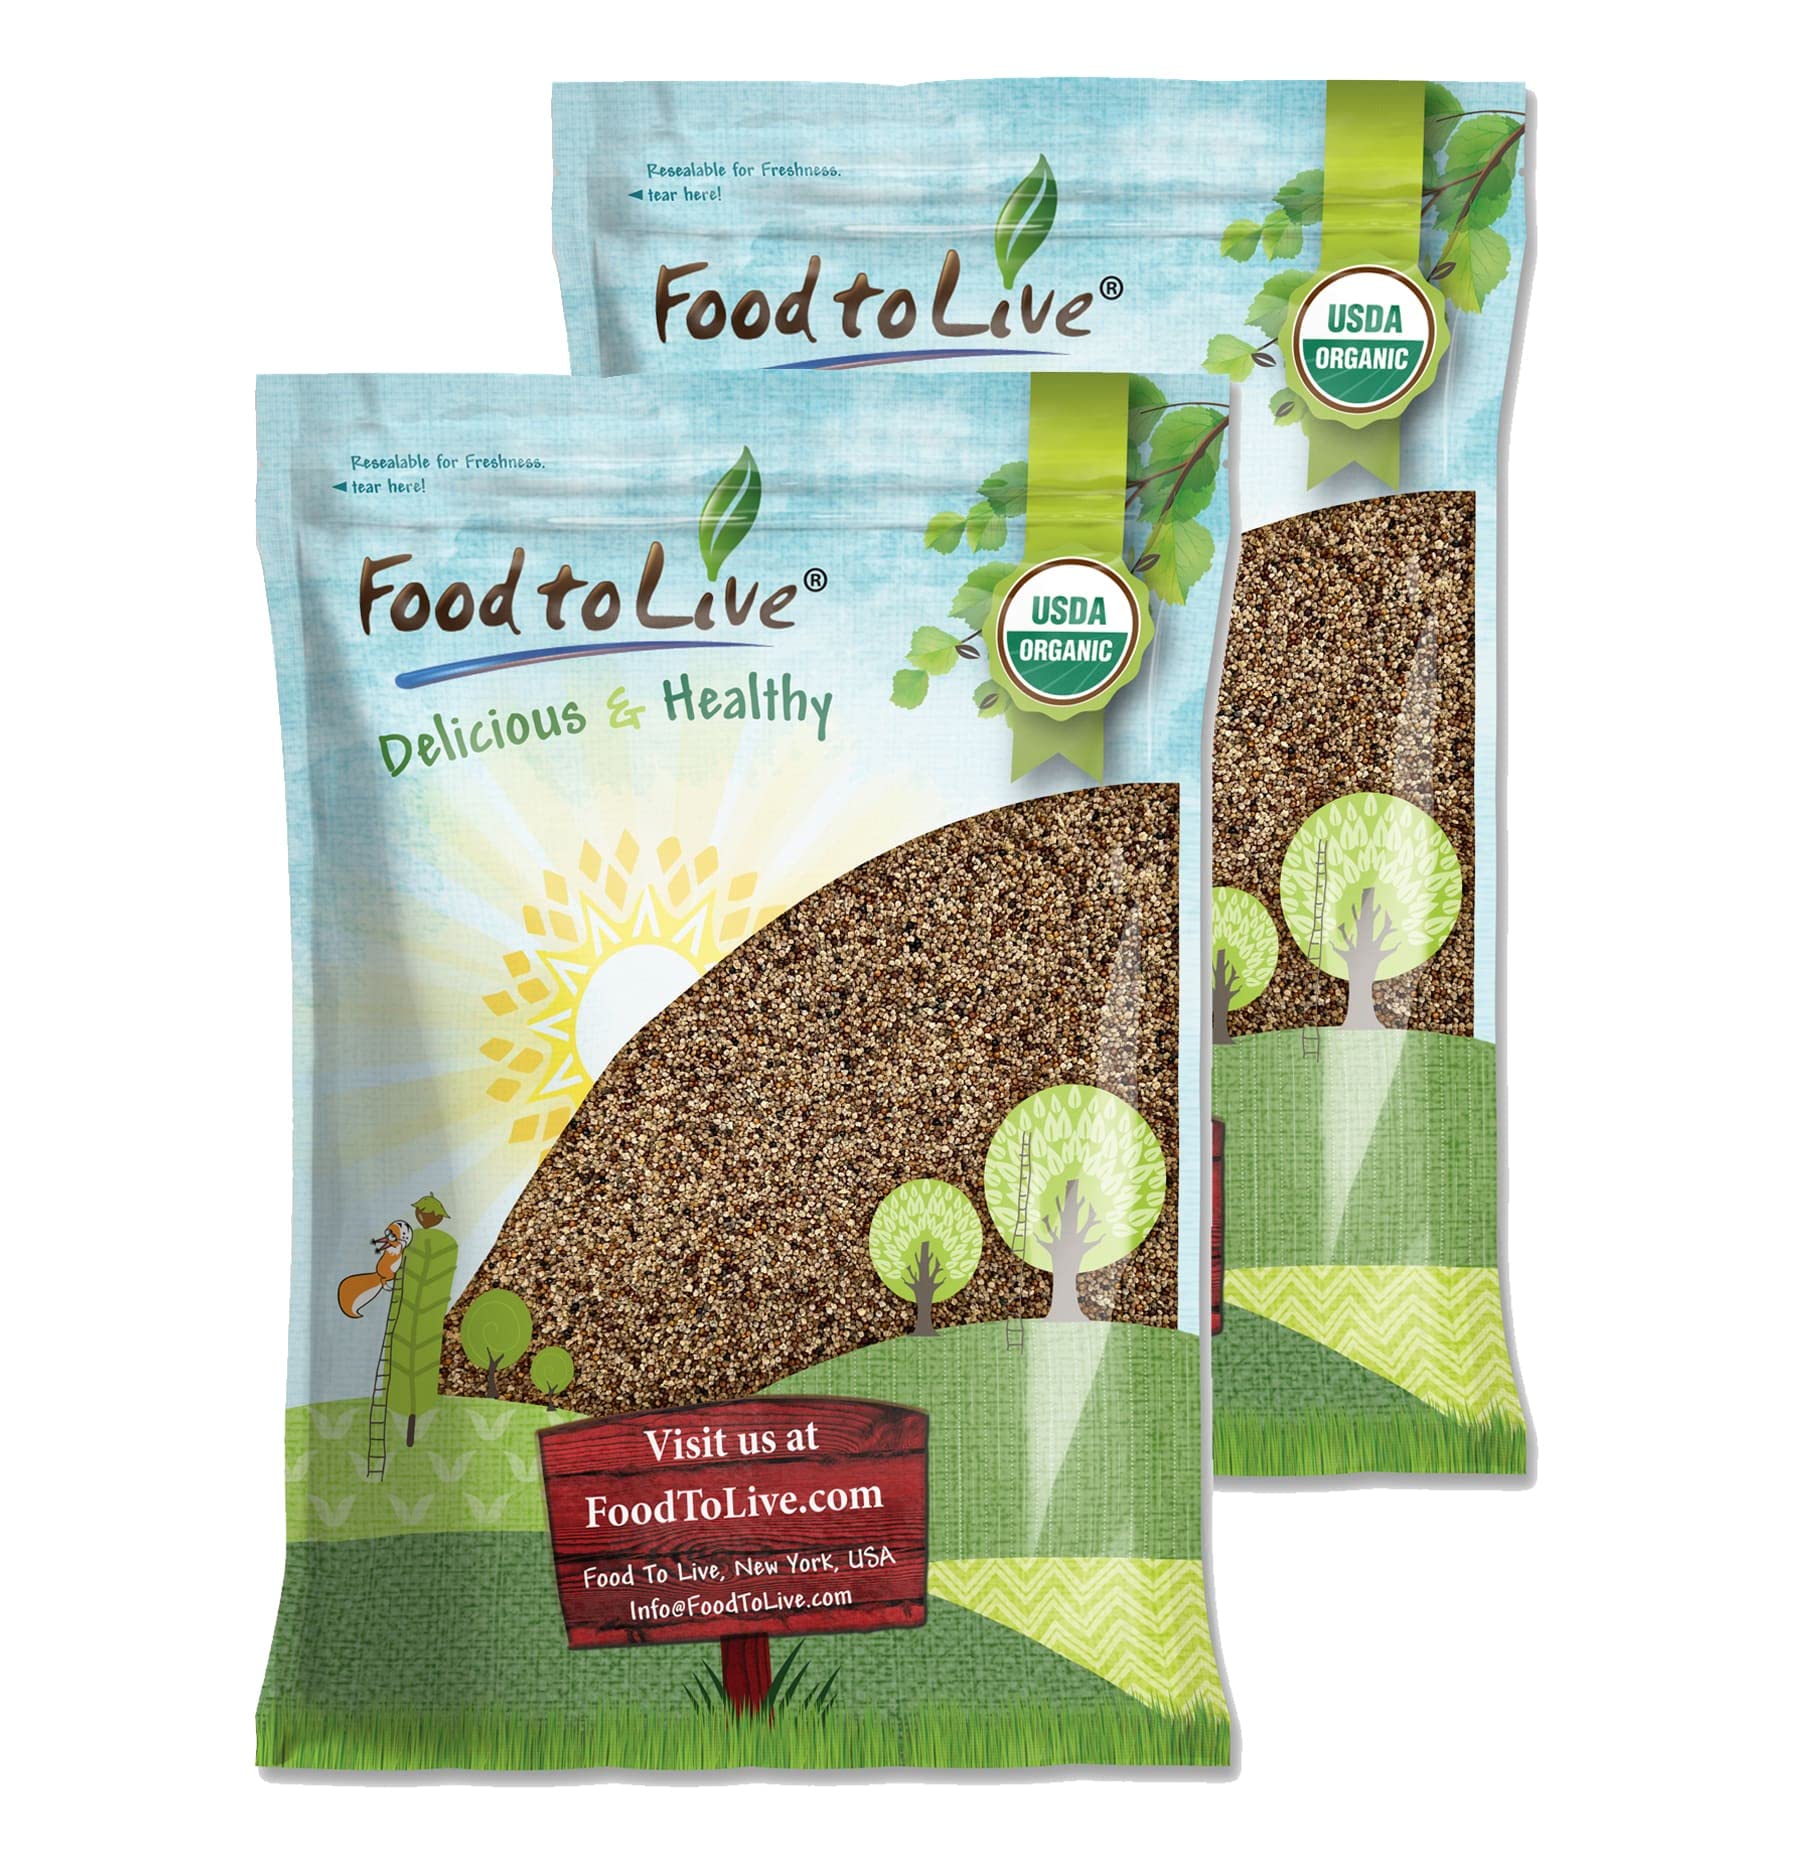 Resealable for Freshness.
tear here!
Food to Live®
USDA
ORGANIC
Resealable for Freshness.
tear here!
Food to Live®
Delicious & Healthy
USDA
ORGANIC
Visit us at
FoodToLive.com
Food To Live, New York, USA
Info@FoodToLive.com